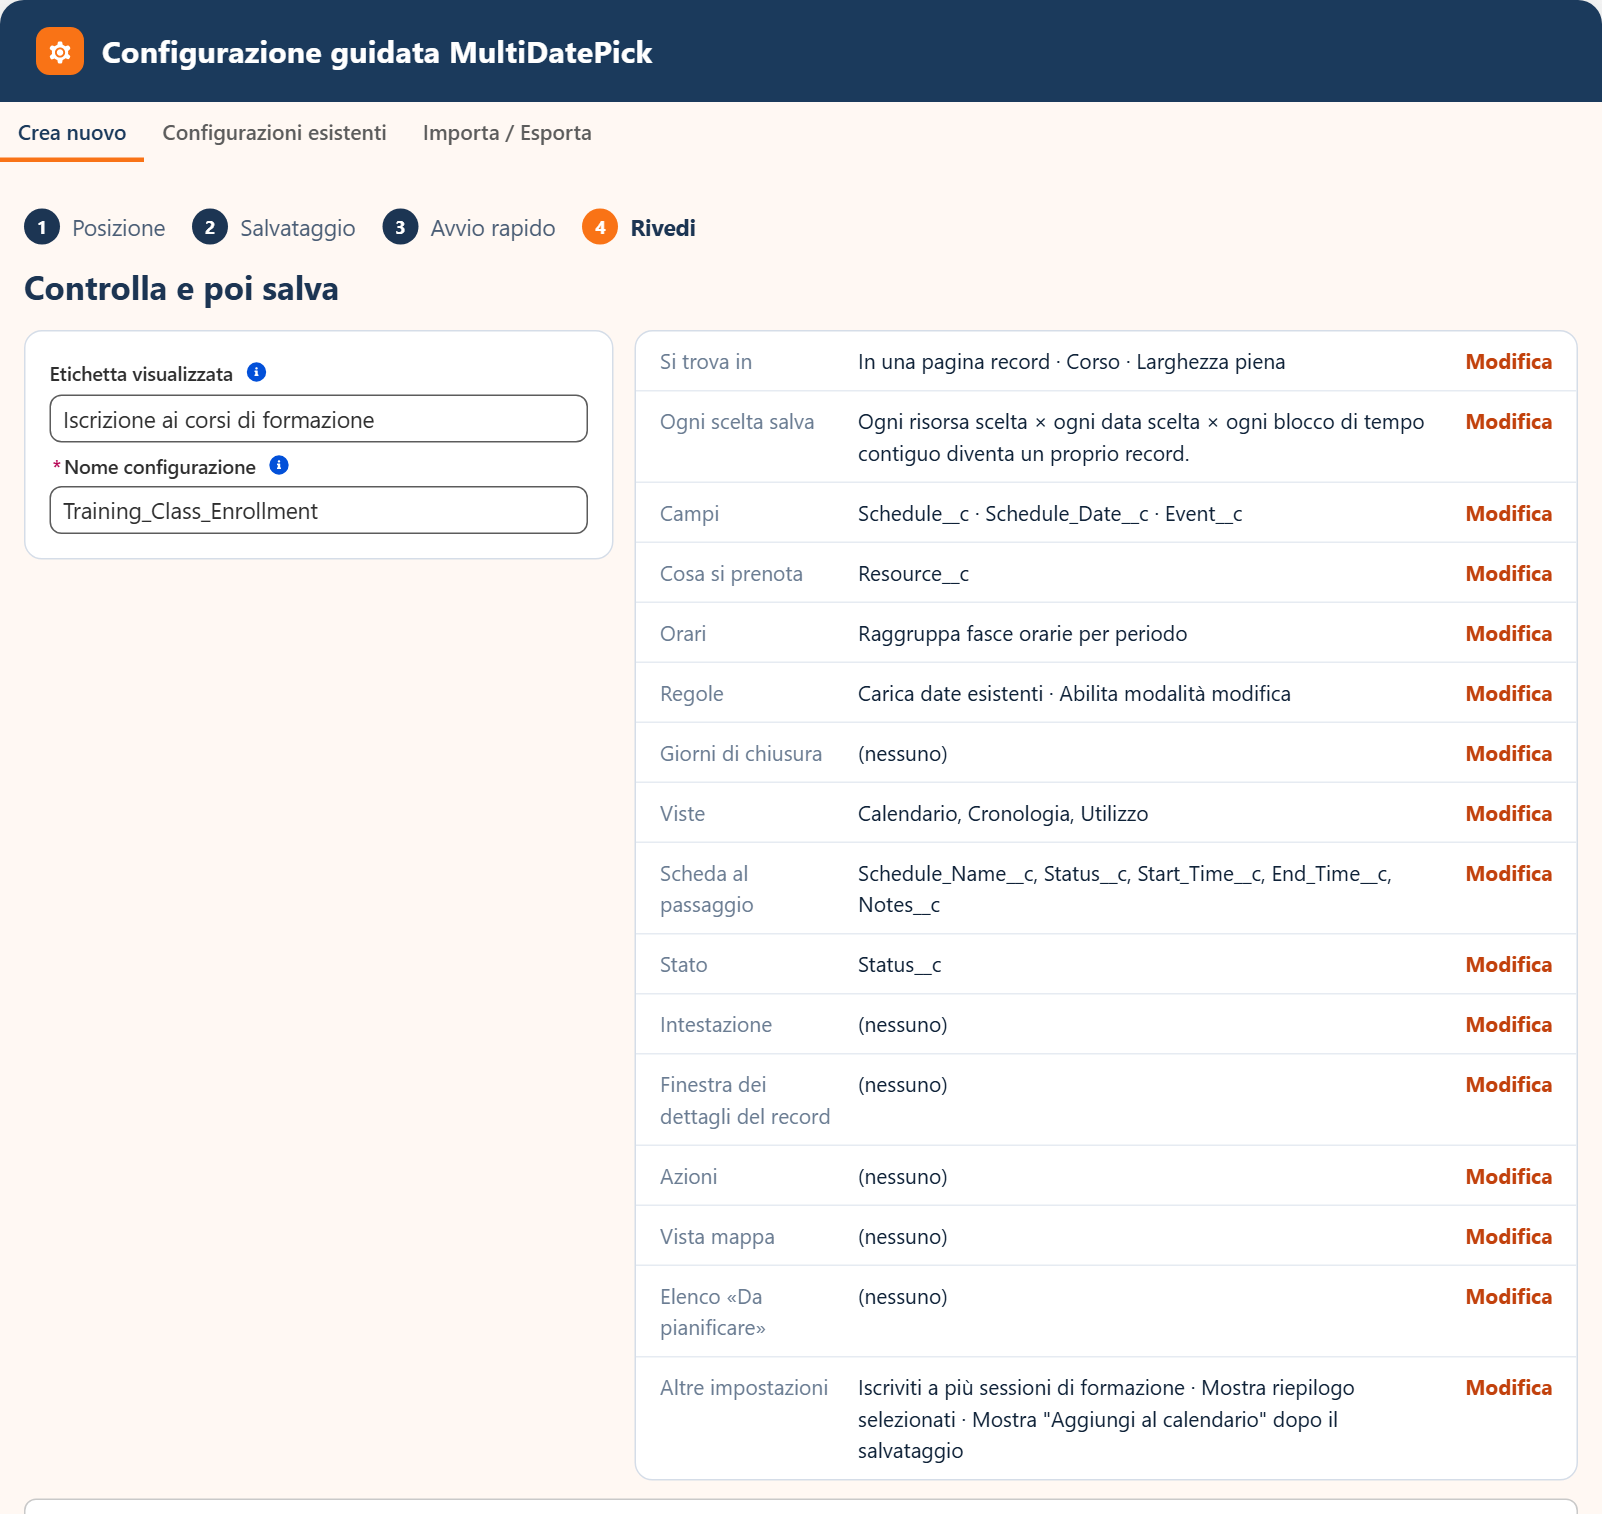 Configurazione guidata MultiDatePick
Crea nuovo
Configurazioni esistenti
Importa / Esporta
1 Posizione
2 Salvataggio
3 Avvio rapido
4 Rivedi
Controlla e poi salva
Etichetta visualizzata
Iscrizione ai corsi di formazione
*Nome configurazione
Training_Class_Enrollment
Si trova in
In una pagina record · Corso · Larghezza piena
Modifica
Ogni scelta salva
Ogni risorsa scelta × ogni data scelta × ogni blocco di tempo
contiguo diventa un proprio record.
Modifica
Campi
Schedule__c · Schedule_Date__c · Event__c
Modifica
Cosa si prenota
Resource__c
Modifica
Orari
Raggruppa fasce orarie per periodo
Modifica
Regole
Carica date esistenti · Abilita modalità modifica
Modifica
Giorni di chiusura
(nessuno)
Modifica
Viste
Calendario, Cronologia, Utilizzo
Modifica
Scheda al
passaggio
Schedule_Name__c, Status__c, Start_Time__c, End_Time__c,
Notes__c
Modifica
Stato
Status__c
Modifica
Intestazione
(nessuno)
Modifica
Finestra dei
dettagli del record
(nessuno)
Modifica
Azioni
(nessuno)
Modifica
Vista mappa
(nessuno)
Modifica
Elenco «Da
pianificare»
(nessuno)
Modifica
Altre impostazioni
Iscriviti a più sessioni di formazione · Mostra riepilogo
selezionati · Mostra "Aggiungi al calendario" dopo il
salvataggio
Modifica